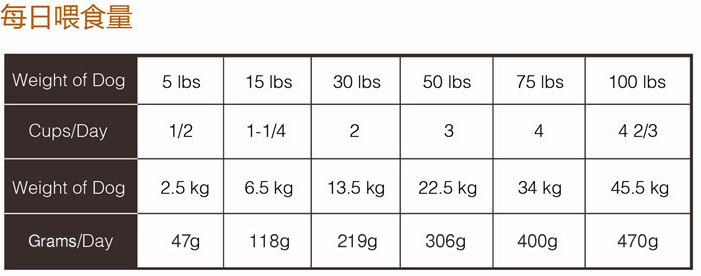 每日喂食量
Weight of Dog 5 lbs 15 lbs 30 lbs 50 lbs 75 lbs 100 lbs
Cups/Day 1/2 1-1/4 2 3 4 4 2/3
Weight of Dog 2.5 kg 6.5 kg 13.5 kg 22.5 kg 34 kg 45.5 kg
Grams/Day 47g 118g 219g 306g 400g 470g